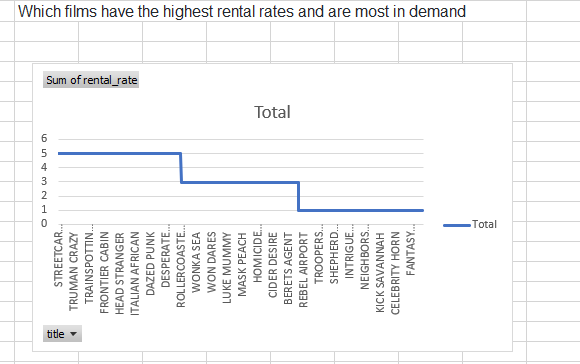 Which films have the highest rental rates and are most in demand
Sum of rental_rate
Total
6
5
4
3
2
1
0
STREETCAR...
TRUMAN CRAZY
TRAINSPOTTIN...
FRONTIER CABIN
HEAD STRANGER
ITALIAN AFRICAN
DAZED PUNK
DESPERATE...
ROLLERCOASTE...
WONKA SEA
WON DARES
LUKE MUMMY
MASK PEACH
HOMICIDE...
CIDER DESIRE
BERETS AGENT
REBEL AIRPORT
TROOPERS...
SHEPHERD...
INTRIGUE...
NEIGHBORS...
KICK SAVANNAH
CELEBRITY HORN
FANTASY...
Total
title